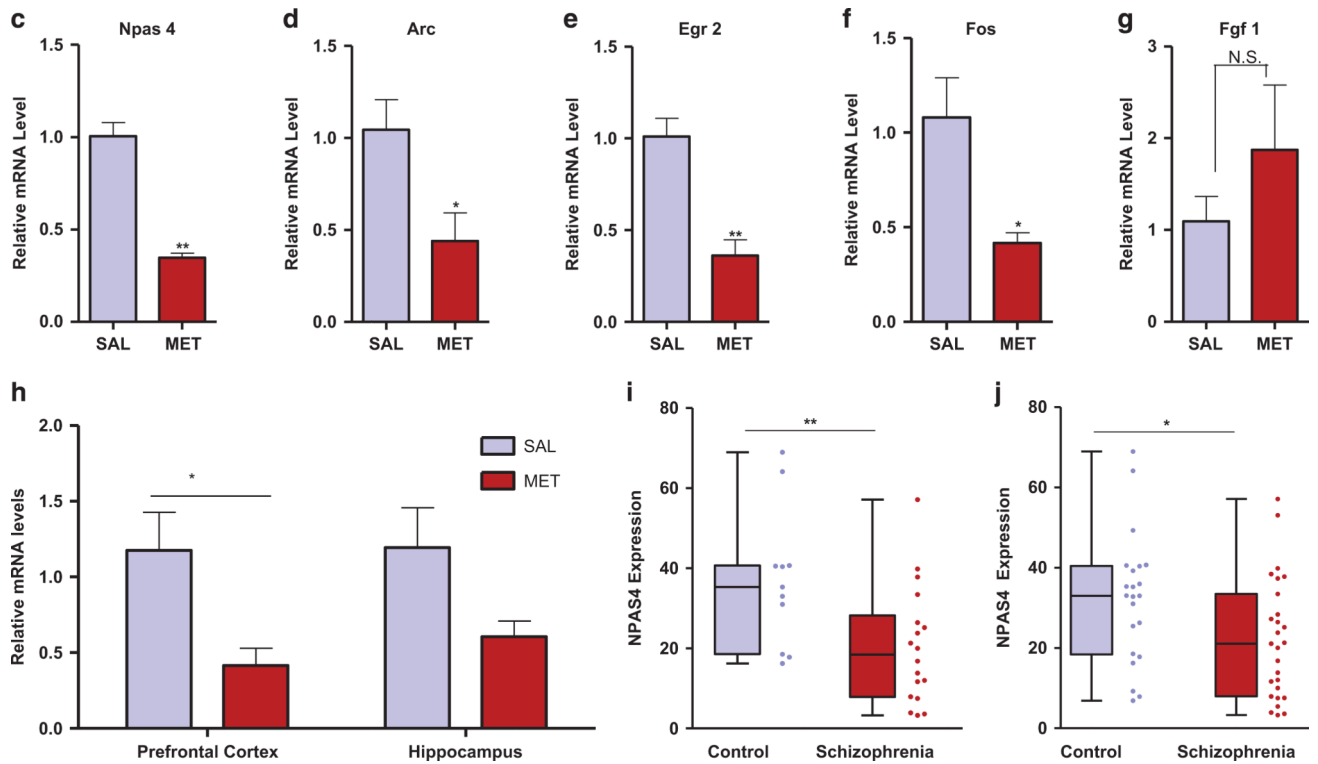 c
Npas 4
Relative mRNA Level
1.5
1.0
0.5
0.0
**
SAL MET
d
Arc
Relative mRNA Level
1.5
1.0
0.5
0.0
*
SAL MET
e
Egr 2
Relative mRNA Level
1.5
1.0
0.5
0.0
**
SAL MET
f
Fos
Relative mRNA Level
1.5
1.0
0.5
0.0
*
SAL MET
g
Fgf 1
Relative mRNA Level
3
2
1
0
N.S.
SAL MET
h
Relative mRNA levels
2.0
1.5
1.0
0.5
0.0
*
SAL
MET
Prefrontal Cortex Hippocampus
i
NPAS4 Expression
80
60
40
20
0
**
Control Schizophrenia
j
NPAS4 Expression
80
60
40
20
0
*
Control Schizophrenia